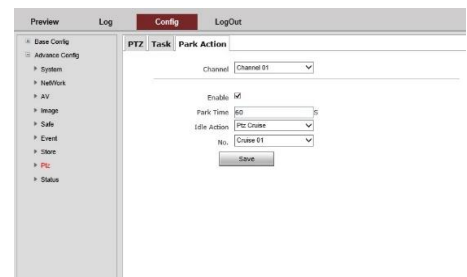 Preview Log Config LogOut
Base Config
Advance Config
System
NetWork
AV
Image
Safe
Event
Store
Ptz
Status
PTZ Task Park Action
Channel Channel 01
Enable
Park Time 60 S
Idle Action Ptz Cruise
No. Cruise 01
Save